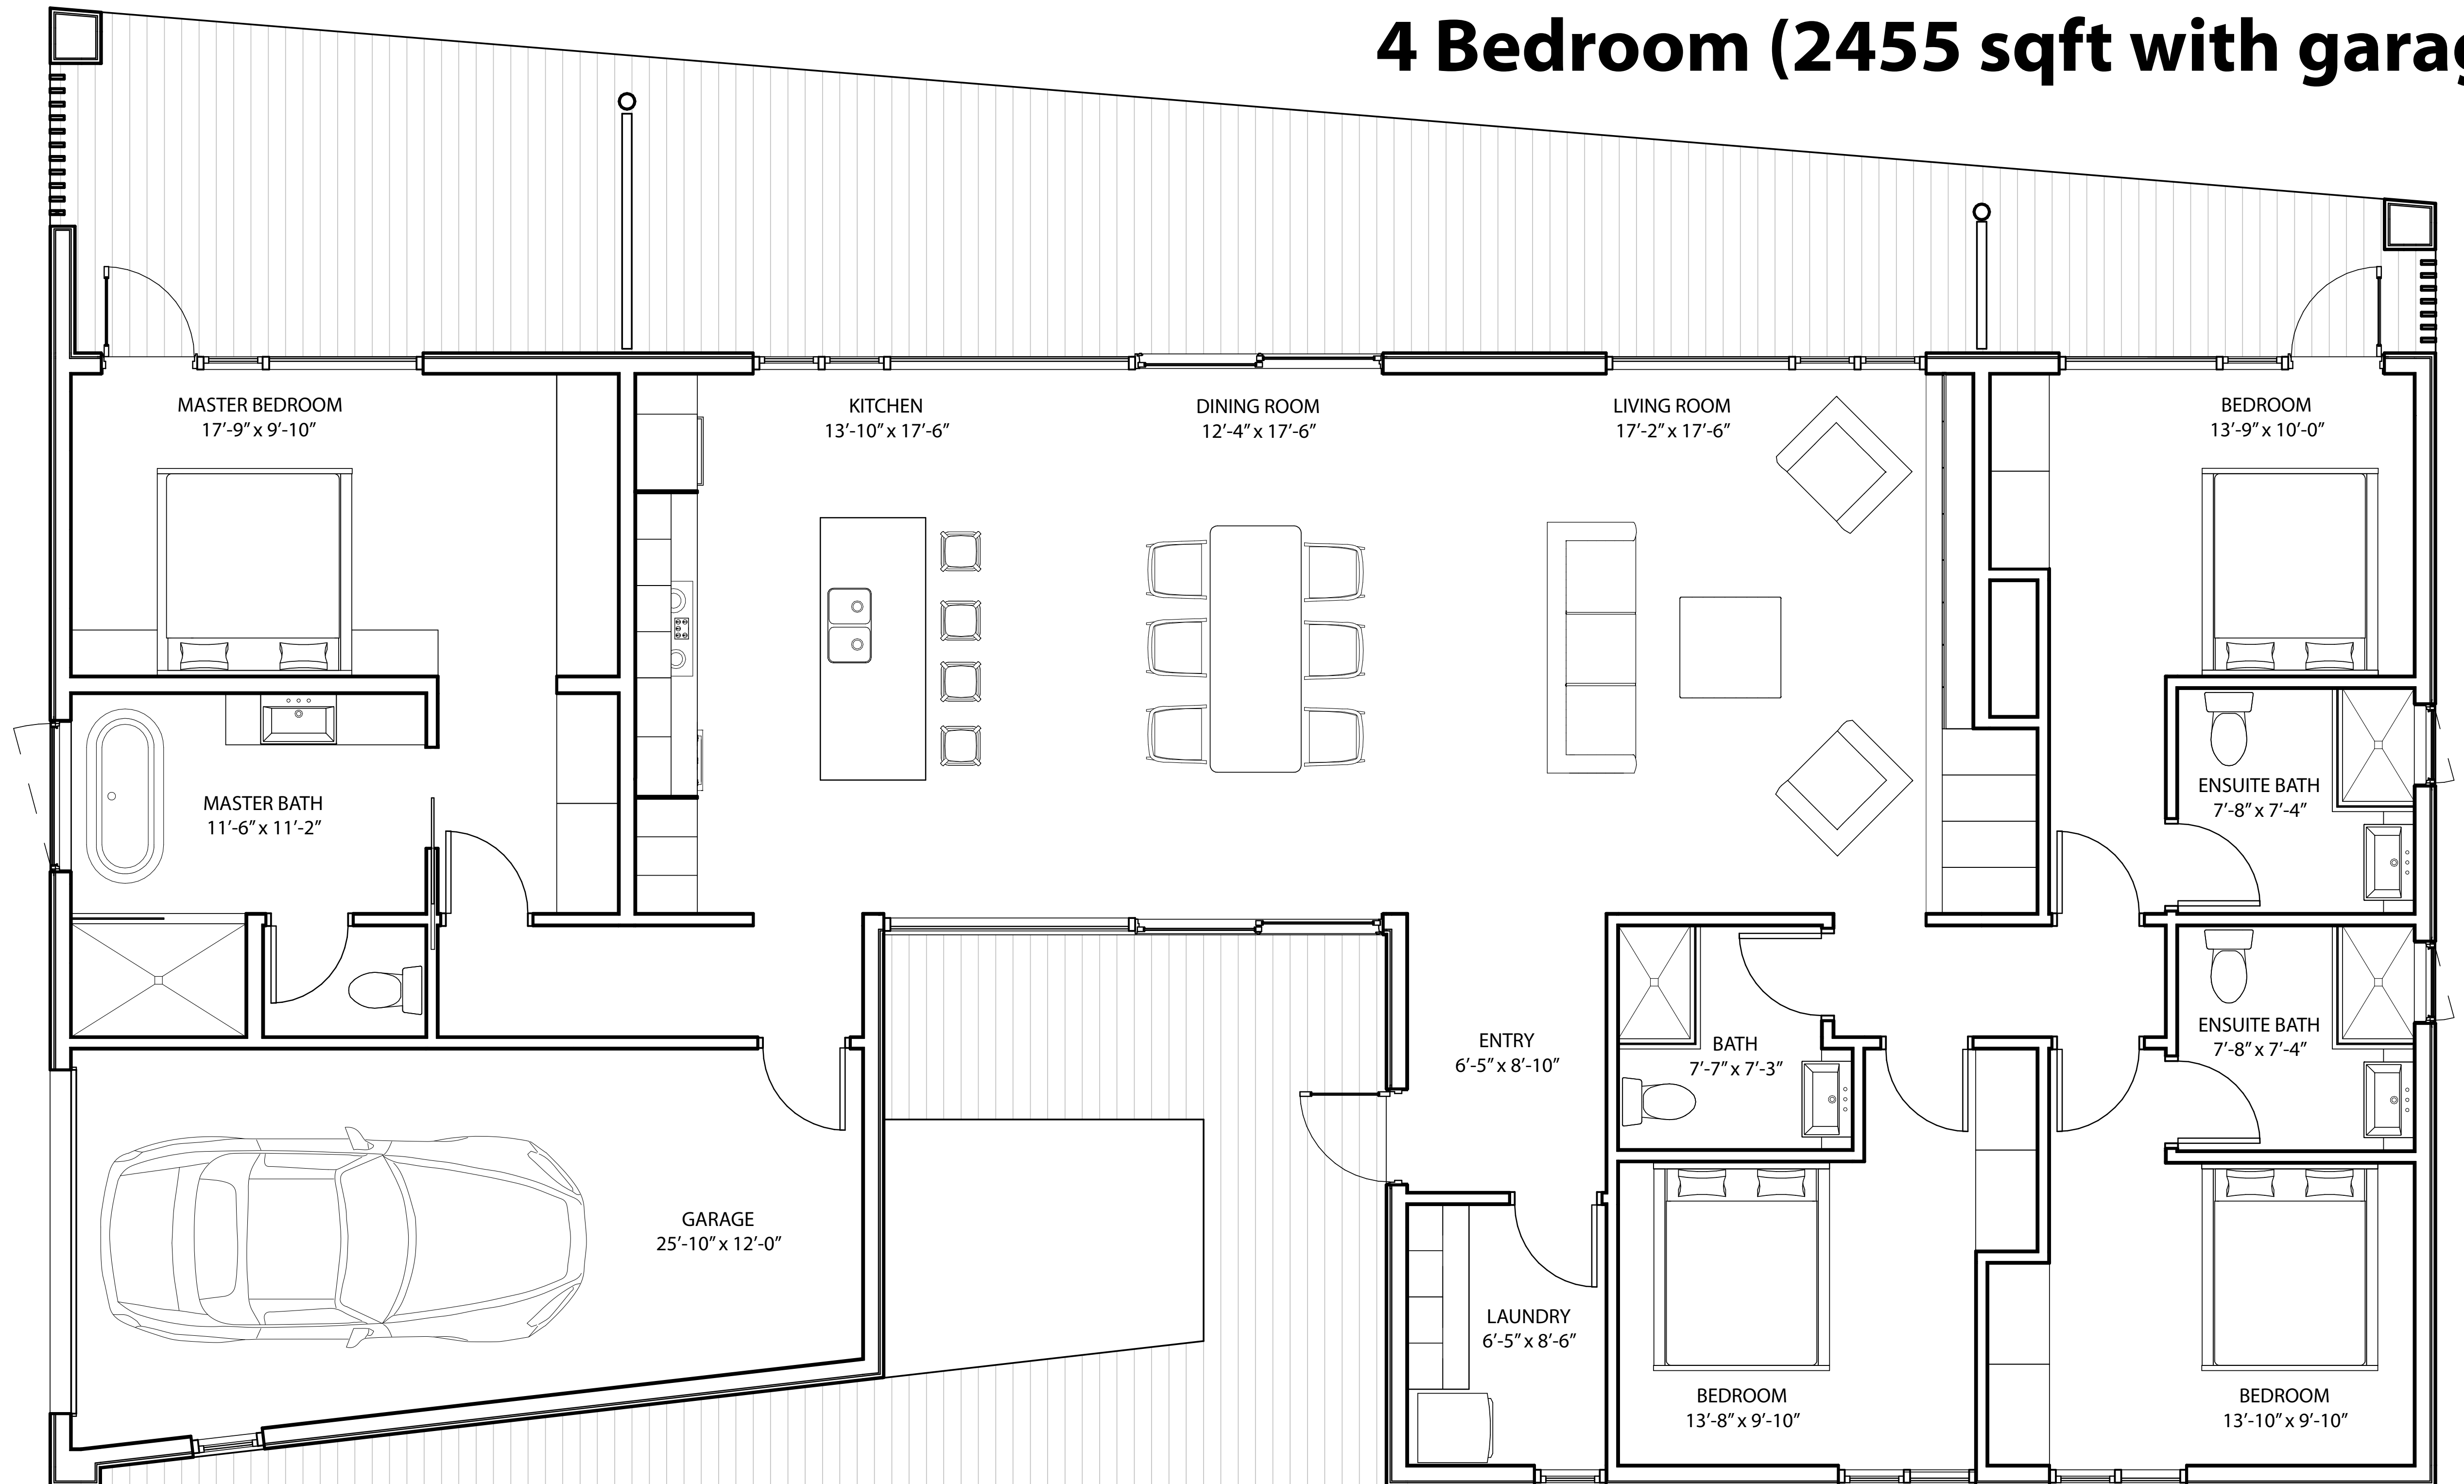 4 Bedroom (2455 sqft with garag
MASTER BEDROOM
17’-9” x 9’-10”
KITCHEN
13’-10” x 17’-6”
DINING ROOM
12’-4” x 17’-6”
LIVING ROOM
17’-2” x 17’-6”
BEDROOM
13’-9” x 10’-0”
MASTER BATH
11’-6” x 11’-2”
ENSUITE BATH
7’-8” x 7’-4”
ENTRY
6’-5” x 8’-10”
BATH
7’-7” x 7’-3”
ENSUITE BATH
7’-8” x 7’-4”
GARAGE
25’-10” x 12’-0”
LAUNDRY
6’-5” x 8’-6”
BEDROOM
13’-8” x 9’-10”
BEDROOM
13’-10” x 9’-10”